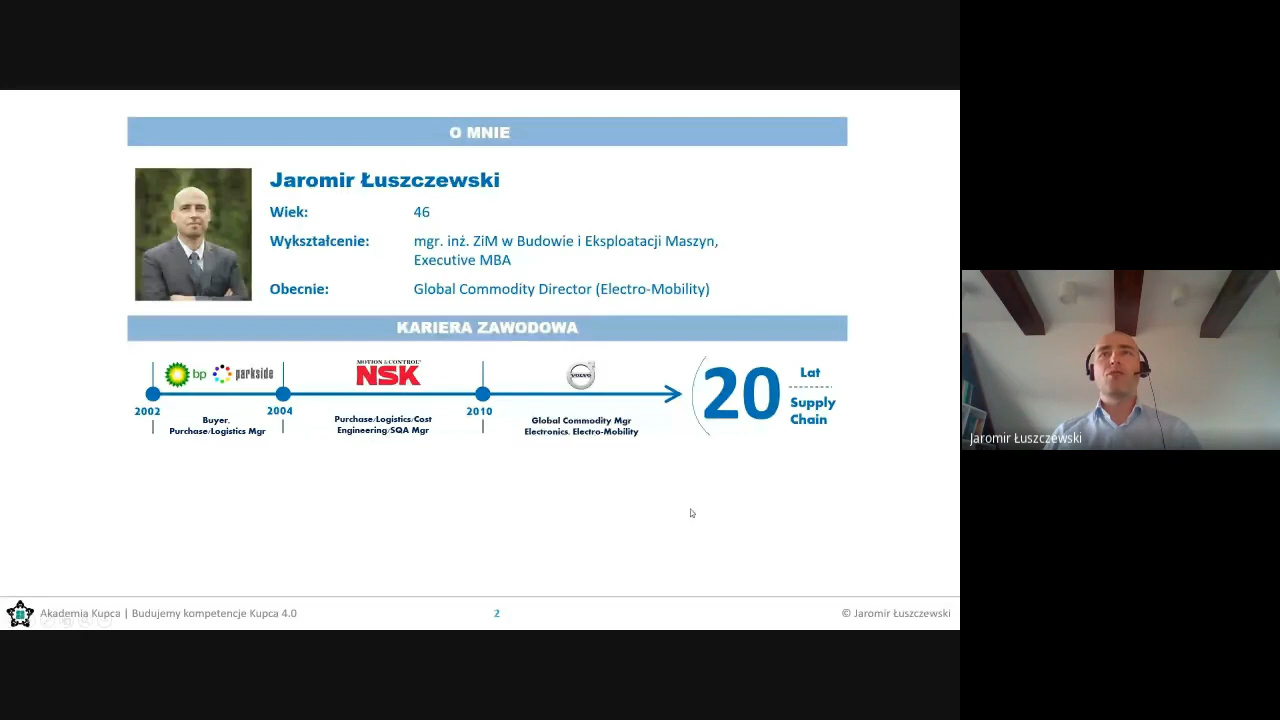 O MNIE
Jaromir Łuszczewski
Wiek: 46
Wykształcenie: mgr. inż. ZiM w Budowie i Eksploatacji Maszyn,
Executive MBA
Obecnie: Global Commodity Director (Electro-Mobility)
KARIERA ZAWODOWA
bp parkside
MOTION & CONTROL
NSK
VOLVO
20
Lat
Supply
Chain
2002
2004
2010
Buyer,
Purchase/Logistics Mgr
Purchase/Logistics/Cost
Engineering/SQA Mgr
Global Commodity Mgr
Electronics, Electro-Mobility
Jaromir Łuszczewski
Akademia Kupca | Budujemy kompetencje Kupca 4.0
2
© Jaromir Łuszczewski